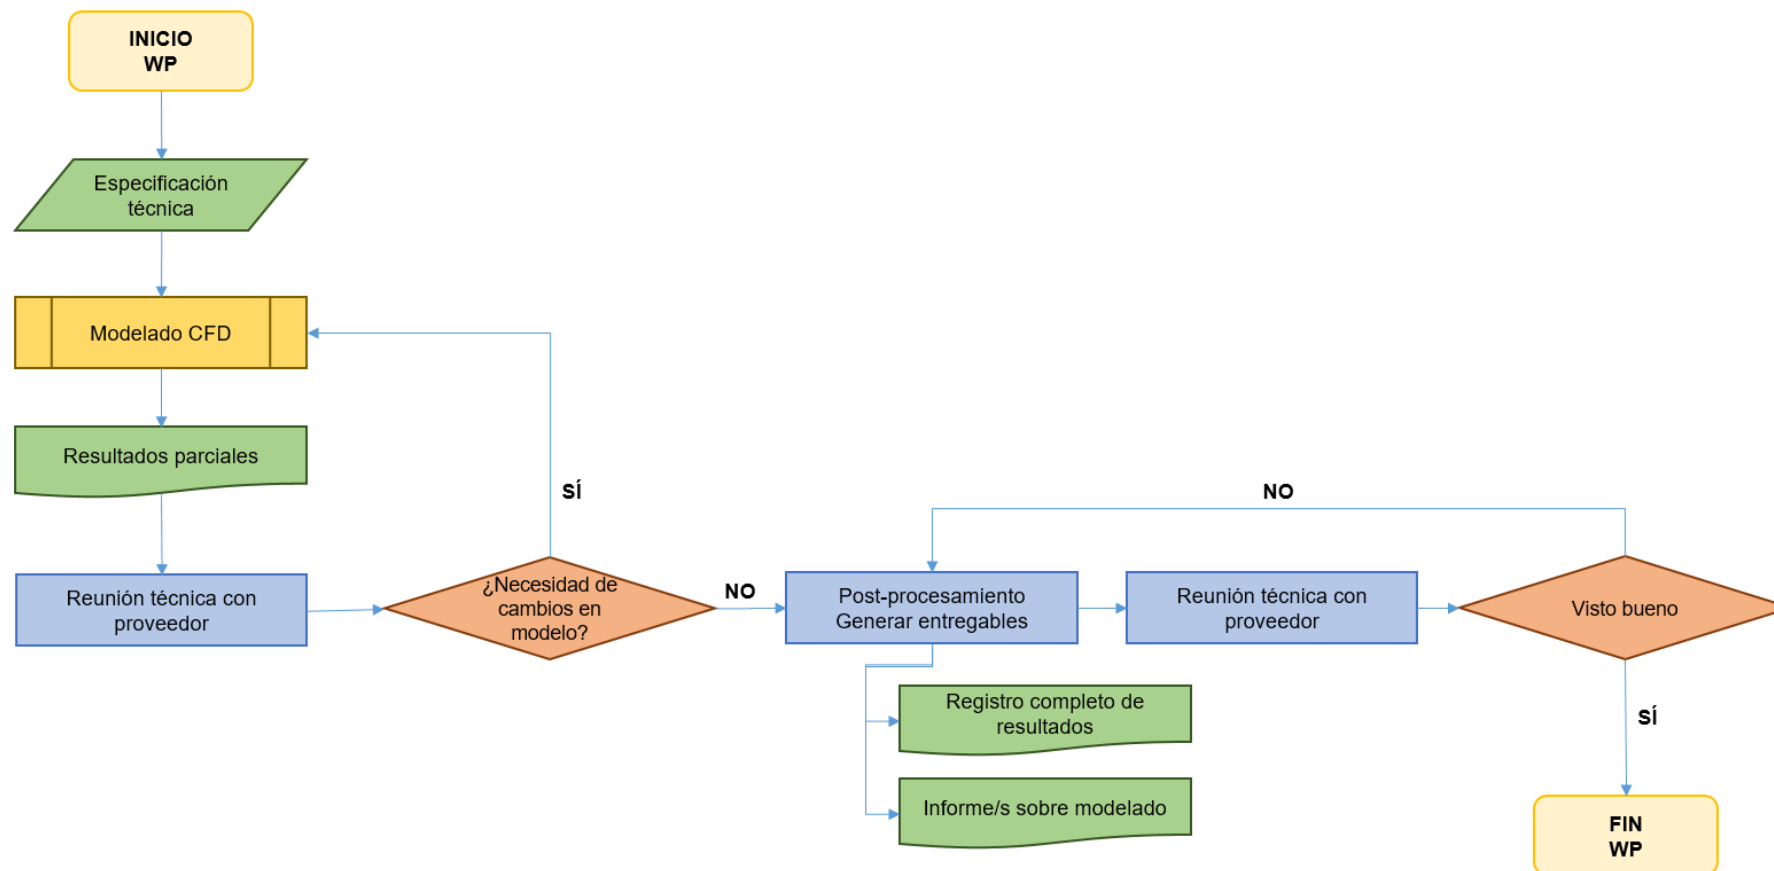 INICIO
WP
Especificación
técnica
Modelado CFD
Resultados parciales
Reunión técnica con
proveedor
¿Necesidad de
cambios en
modelo?
SÍ
NO
Post-procesamiento
Generar entregables
Registro completo de
resultados
Informe/s sobre modelado
Reunión técnica con
proveedor
Visto bueno
NO
SÍ
FIN
WP